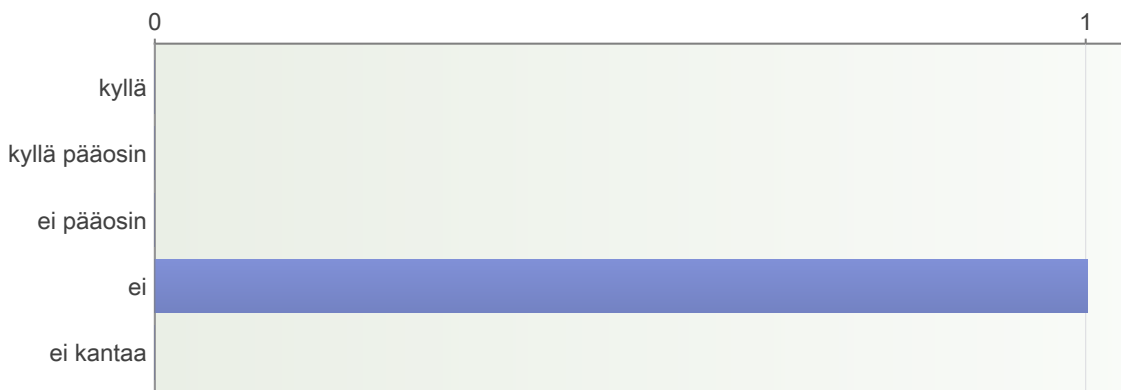 0 1
kyllä
kyllä pääosin
ei pääosin
ei
ei kantaa